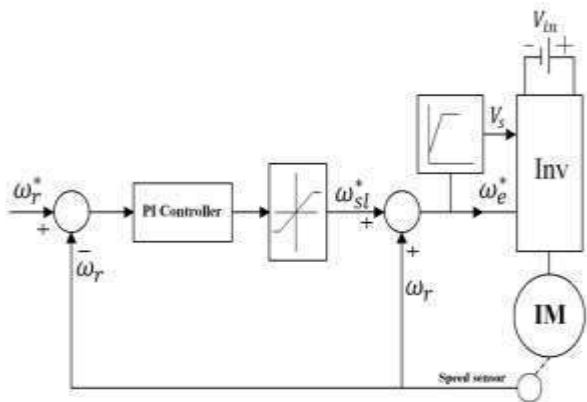 V_in
- +
V_s
Inv
ω_r^*
+
−
ω_r
PI Controller
ω_sl^*
+
+
ω_r
ω_e^*
IM
Speed sensor